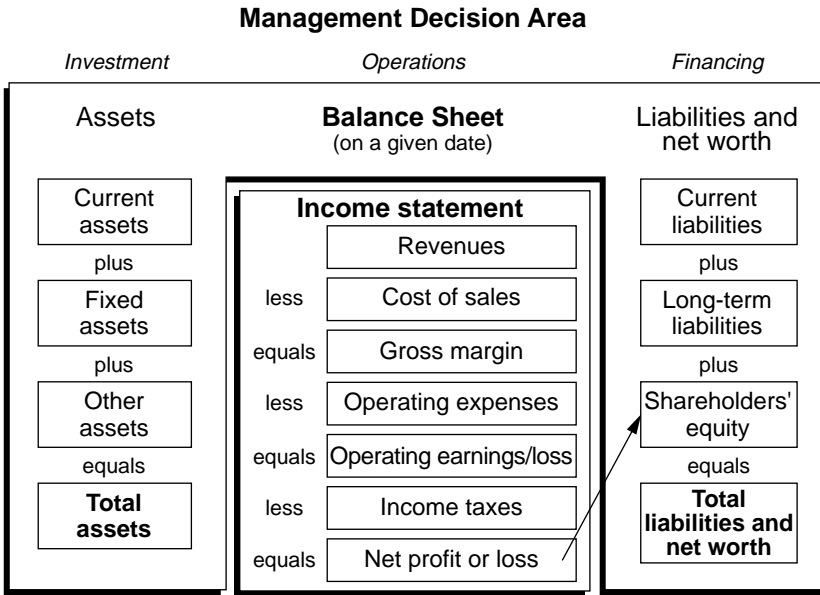 Management Decision Area
Investment
Operations
Financing
Assets
Balance Sheet
(on a given date)
Liabilities and
net worth
Current
assets
plus
Fixed
assets
plus
Other
assets
equals
Total
assets
Income statement
Revenues
less
Cost of sales
equals
Gross margin
less
Operating expenses
equals
Operating earnings/loss
less
Income taxes
equals
Net profit or loss
Current
liabilities
plus
Long-term
liabilities
plus
Shareholders'
equity
equals
Total
liabilities and
net worth